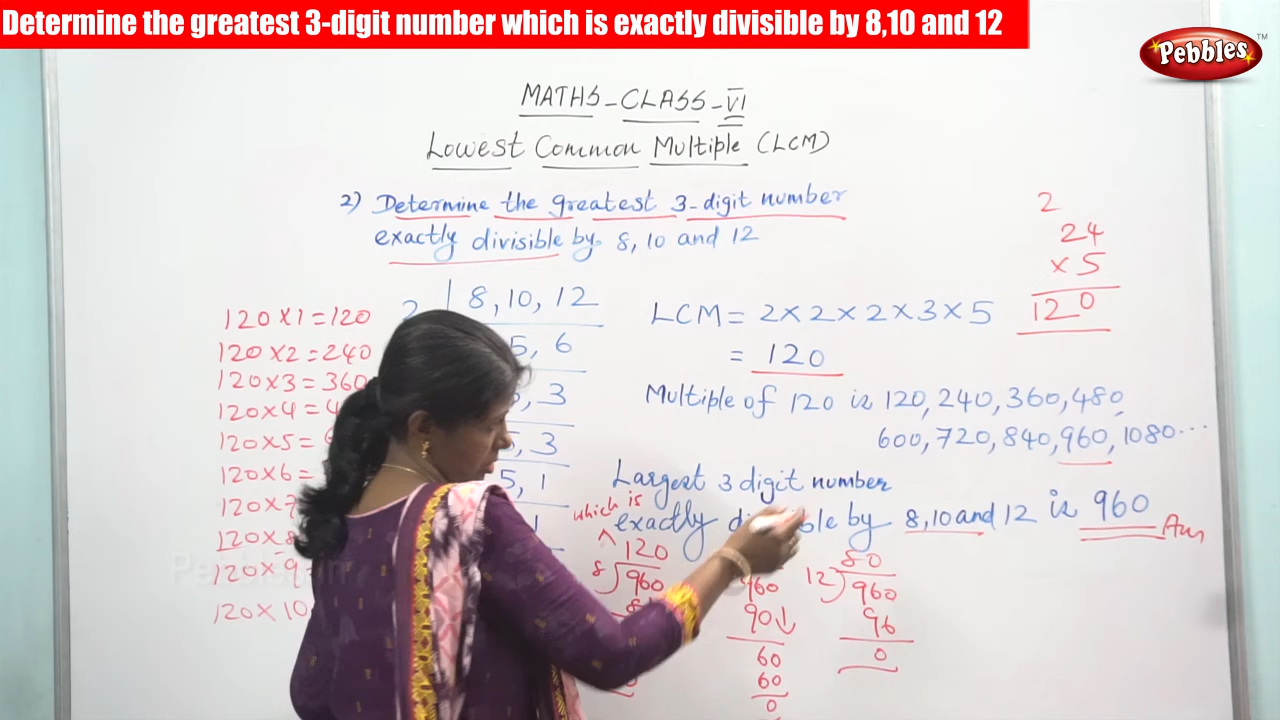 Determine the greatest 3-digit number which is exactly divisible by 8,10 and 12
Pebbles TM
MATHS - CLASS - VI
Lowest Common Multiple (LCM)
2) Determine the greatest 3-digit number
exactly divisible by 8, 10 and 12
2
24
× 5
120
2 8, 10, 12
5, 6
, 3
, 3
5, 1
120 × 1 = 120
120 × 2 = 240
120 × 3 = 360
120 × 4 = 4
120 × 5 =
120 × 6 =
120 × 7
120 × 8
120 × 9
120 × 10
LCM = 2 × 2 × 2 × 3 × 5
= 120
Multiple of 120 is 120, 240, 360, 480,
600, 720, 840, 960, 1080...
Largest 3 digit number
which is
exactly by 8, 10 and 12 is 960 Ans
120
8 960
8
0
960
90
60
60
0
80
12 960
96
0